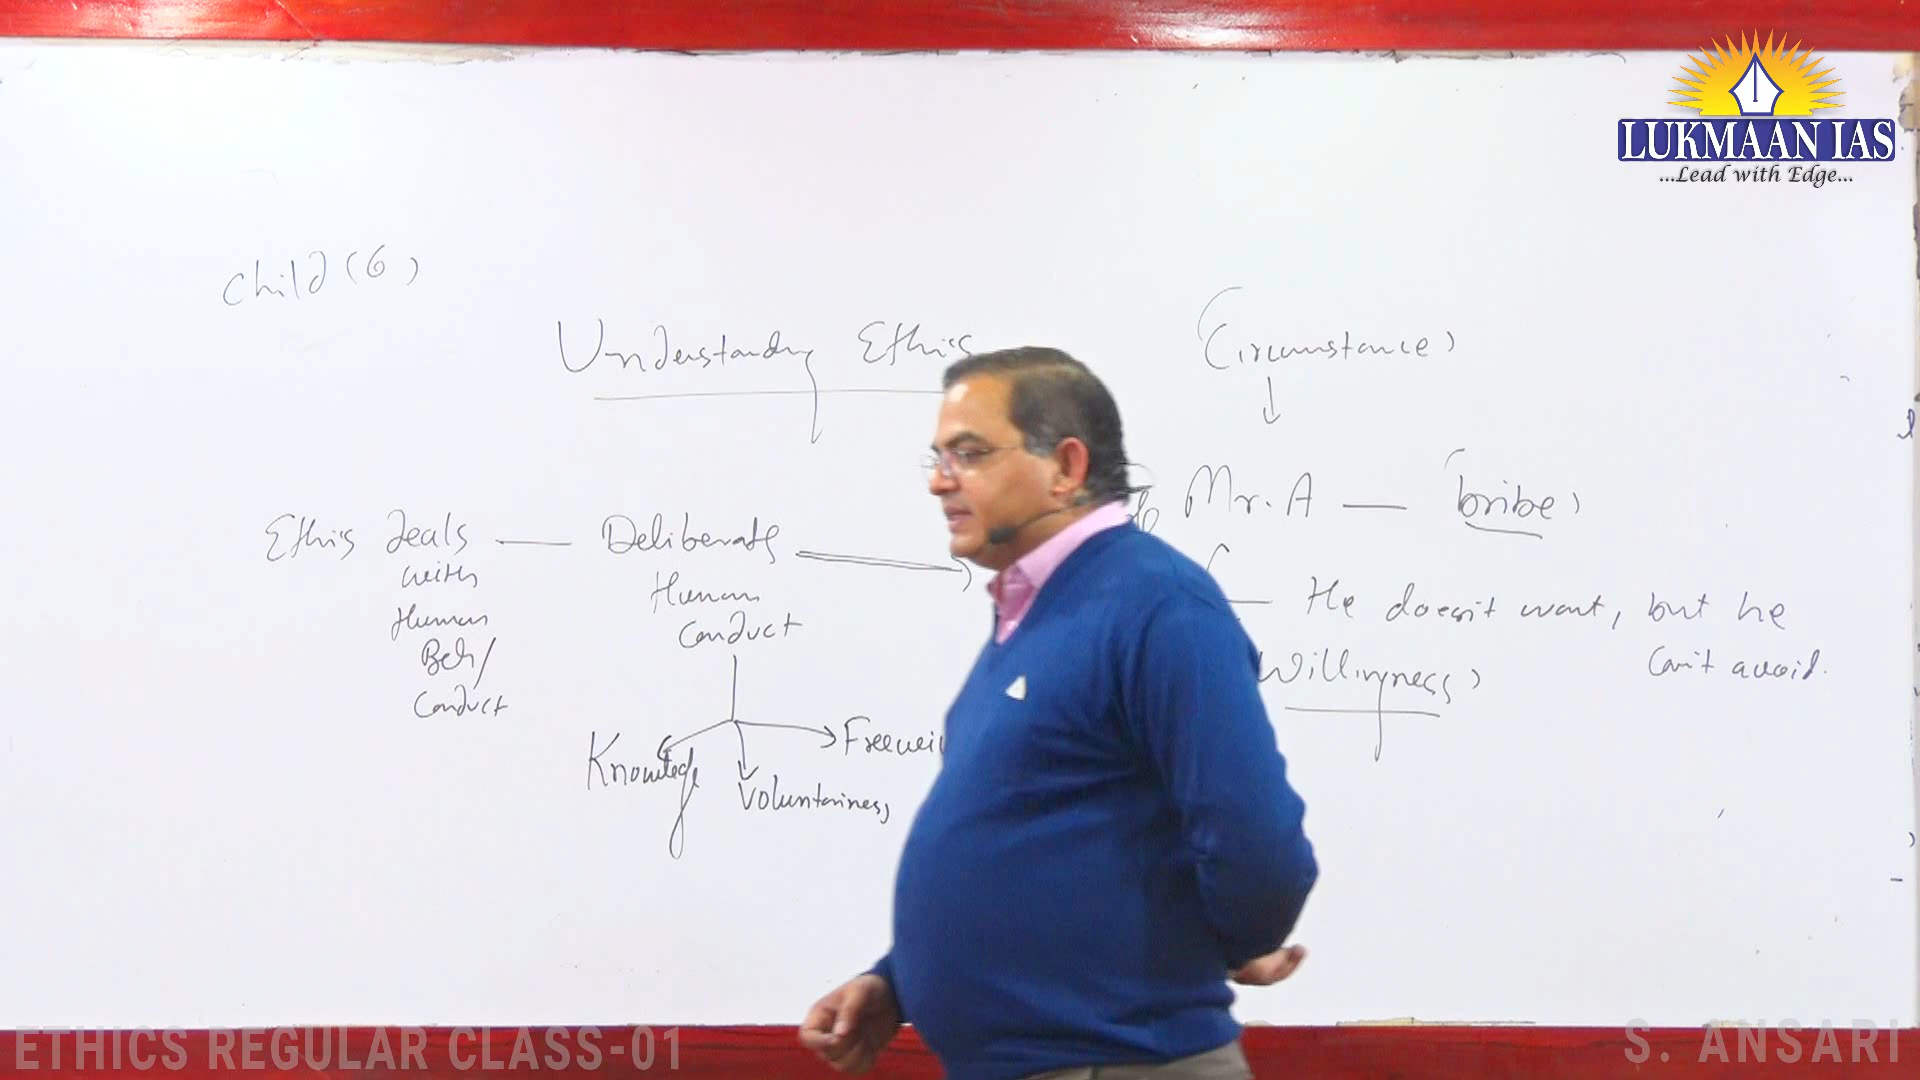 LUKMAAN IAS
...Lead with Edge...
Child (6)
Understanding Ethics
(Circumstance)
Mr. A — (bribe)
Ethics deals — Deliberate
with
Human
Beh/
Conduct
Human
Conduct
He doesn't want, but he
can't avoid.
Willingness)
Knowledge
Voluntariness
Freewi
ETHICS REGULAR CLASS-01
S. ANSARI